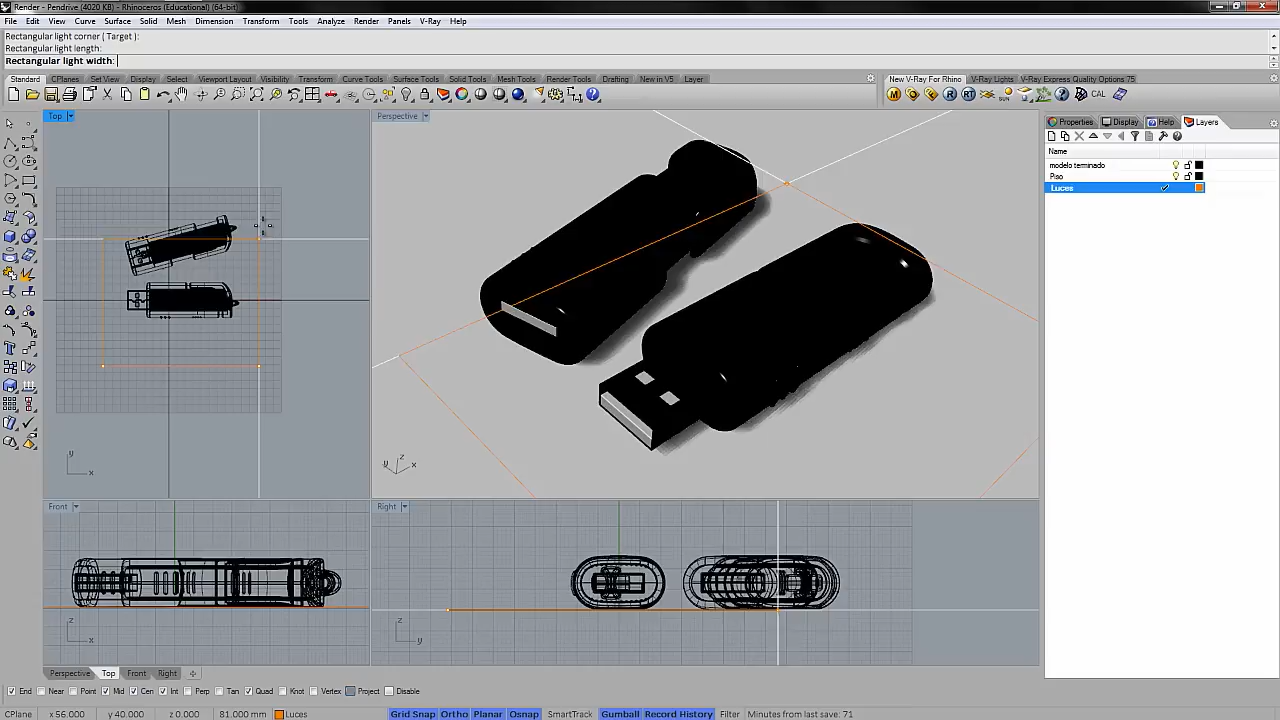 Render - Pendrive (4020 KB) - Rhinoceros (Educational) (64-bit)
File Edit View Curve Surface Solid Mesh Dimension Transform Tools Analyze Render Panels V-Ray Help
Rectangular light corner ( Target ):
Rectangular light length:
Rectangular light width:
Standard CPlanes Set View Display Select Viewport Layout Visibility Transform Curve Tools Surface Tools Solid Tools Mesh Tools Render Tools Drafting New in V5 Layer
New V-Ray For Rhino V-Ray Lights V-Ray Express Quality Options 75
M R RT SUN CAL
Top Perspective
Properties Display Help Layers
Name
modelo terminado
Piso
Luces
y x
z y x
Front Right
z x
z y
Perspective Top Front Right
End Near Point Mid Cen Int Perp Tan Quad Knot Vertex Project Disable
CPlane x 56.000 y 40.000 z 0.000 81.000 mm Luces Grid Snap Ortho Planar Osnap SmartTrack Gumball Record History Filter Minutes from last save: 71